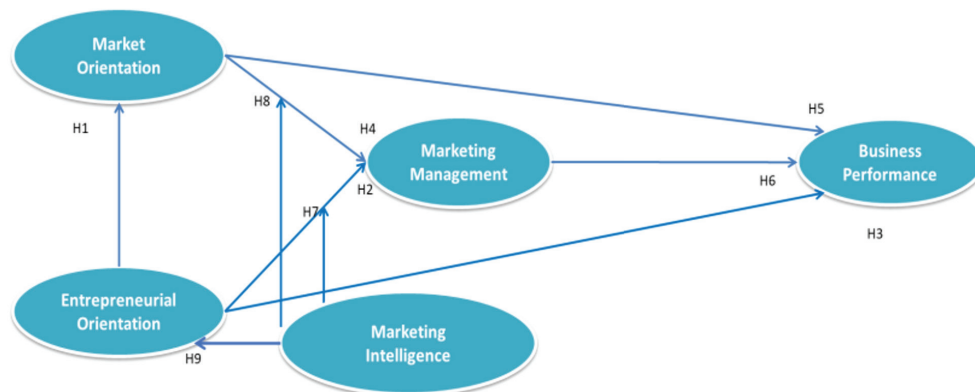 Market
Orientation
H8
H5
H1
H4
Marketing
Management
Business
Performance
H2
H6
H7
H3
Entrepreneurial
Orientation
Marketing
Intelligence
H9